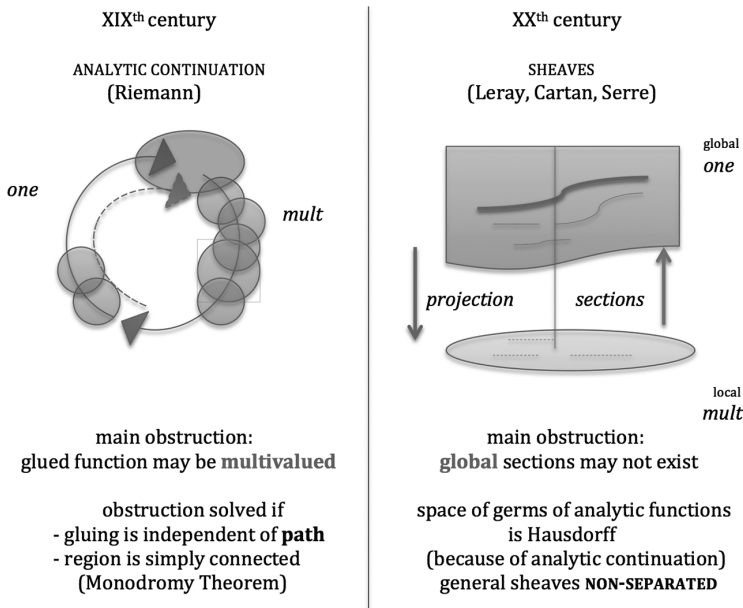 XIXth century
ANALYTIC CONTINUATION
(Riemann)
one
mult
main obstruction:
glued function may be multivalued
obstruction solved if
- gluing is independent of path
- region is simply connected
(Monodromy Theorem)
XXth century
SHEAVES
(Leray, Cartan, Serre)
global
one
projection
sections
local
mult
main obstruction:
global sections may not exist
space of germs of analytic functions
is Hausdorff
(because of analytic continuation)
general sheaves NON-SEPARATED